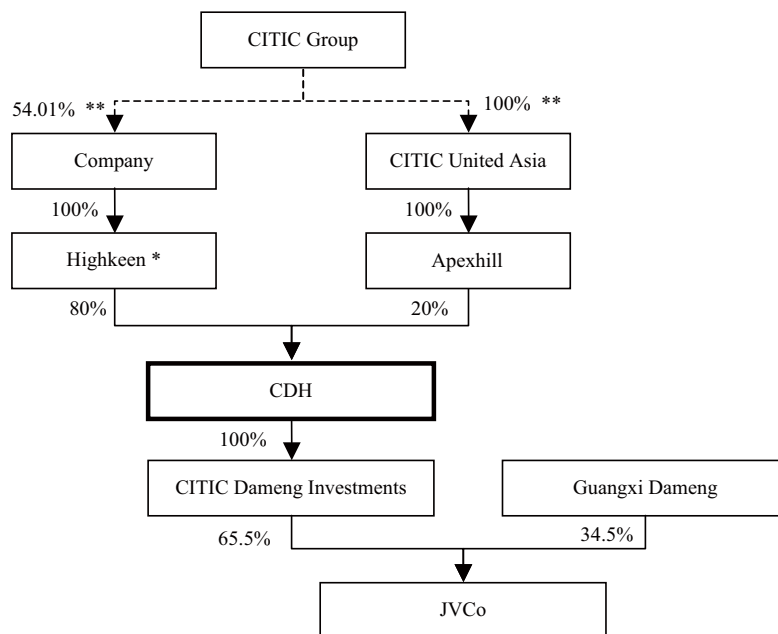 CITIC Group
54.01% **
100% **
Company
CITIC United Asia
100%
100%
Highkeen *
Apexhill
80%
20%
CDH
100%
CITIC Dameng Investments
Guangxi Dameng
65.5%
34.5%
JVCo